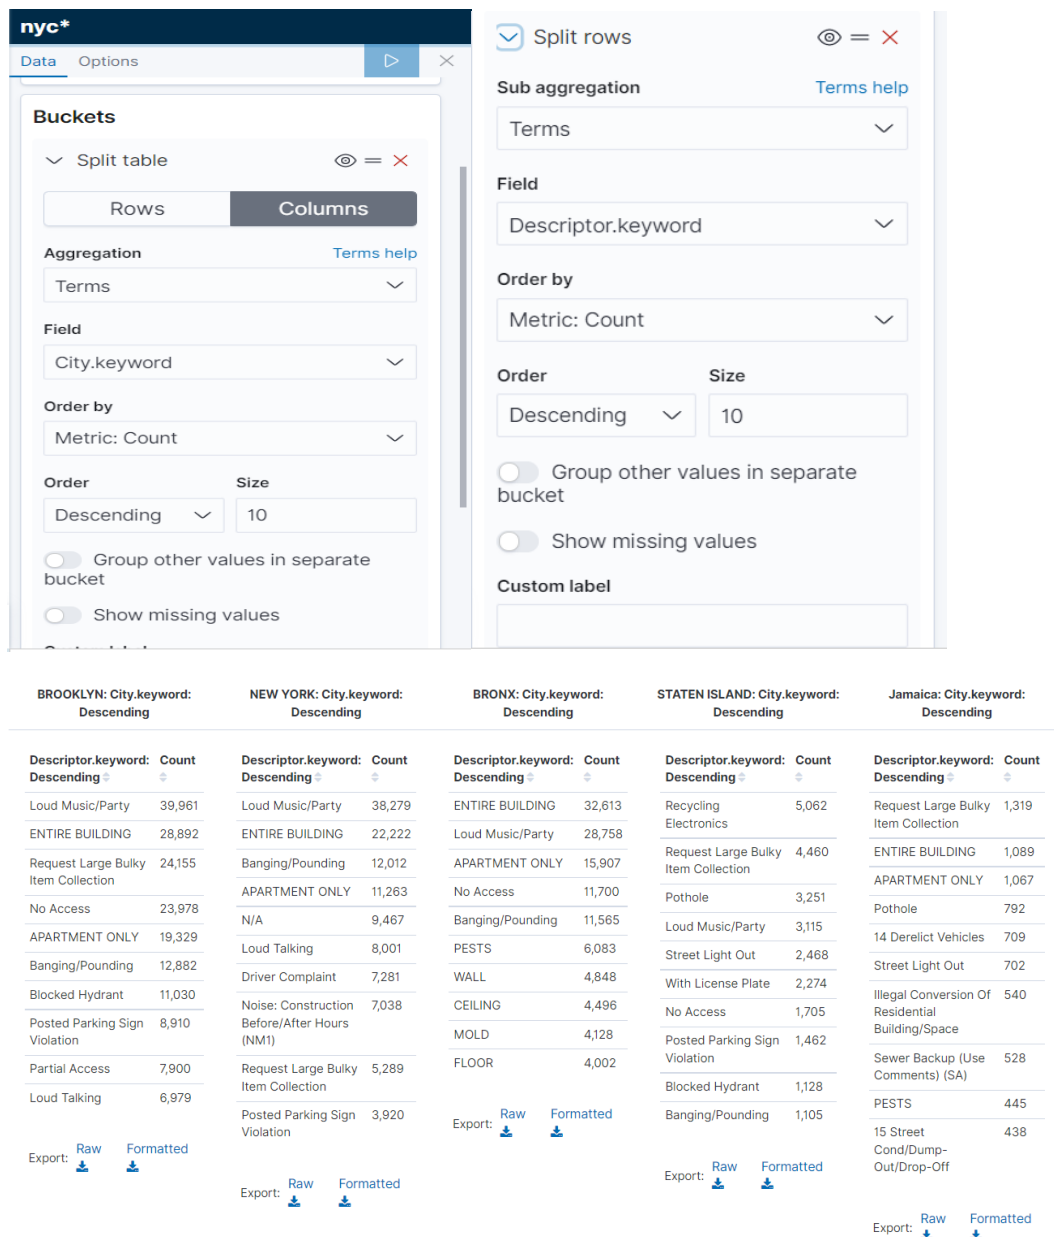 nyc*
Data Options
Buckets
Split table
Rows Columns
Aggregation Terms help
Terms
Field
City.keyword
Order by
Metric: Count
Order Size
Descending 10
Group other values in separate
bucket
Show missing values
Split rows
Sub aggregation Terms help
Terms
Field
Descriptor.keyword
Order by
Metric: Count
Order Size
Descending 10
Group other values in separate
bucket
Show missing values
Custom label
BROOKLYN: City.keyword:
Descending
Descriptor.keyword: Count
Descending
Loud Music/Party 39,961
ENTIRE BUILDING 28,892
Request Large Bulky 24,155
Item Collection
No Access 23,978
APARTMENT ONLY 19,329
Banging/Pounding 12,882
Blocked Hydrant 11,030
Posted Parking Sign 8,910
Violation
Partial Access 7,900
Loud Talking 6,979
Export: Raw Formatted
NEW YORK: City.keyword:
Descending
Descriptor.keyword: Count
Descending
Loud Music/Party 38,279
ENTIRE BUILDING 22,222
Banging/Pounding 12,012
APARTMENT ONLY 11,263
N/A 9,467
Loud Talking 8,001
Driver Complaint 7,281
Noise: Construction 7,038
Before/After Hours
(NM1)
Request Large Bulky 5,289
Item Collection
Posted Parking Sign 3,920
Violation
Export: Raw Formatted
BRONX: City.keyword:
Descending
Descriptor.keyword: Count
Descending
ENTIRE BUILDING 32,613
Loud Music/Party 28,758
APARTMENT ONLY 15,907
No Access 11,700
Banging/Pounding 11,565
PESTS 6,083
WALL 4,848
CEILING 4,496
MOLD 4,128
FLOOR 4,002
Export: Raw Formatted
STATEN ISLAND: City.keyword:
Descending
Descriptor.keyword: Count
Descending
Recycling 5,062
Electronics
Request Large Bulky 4,460
Item Collection
Pothole 3,251
Loud Music/Party 3,115
Street Light Out 2,468
With License Plate 2,274
No Access 1,705
Posted Parking Sign 1,462
Violation
Blocked Hydrant 1,128
Banging/Pounding 1,105
Export: Raw Formatted
Jamaica: City.keyword:
Descending
Descriptor.keyword: Count
Descending
Request Large Bulky 1,319
Item Collection
ENTIRE BUILDING 1,089
APARTMENT ONLY 1,067
Pothole 792
14 Derelict Vehicles 709
Street Light Out 702
Illegal Conversion Of 540
Residential
Building/Space
Sewer Backup (Use 528
Comments) (SA)
PESTS 445
15 Street 438
Cond/Dump-
Out/Drop-Off
Export: Raw Formatted